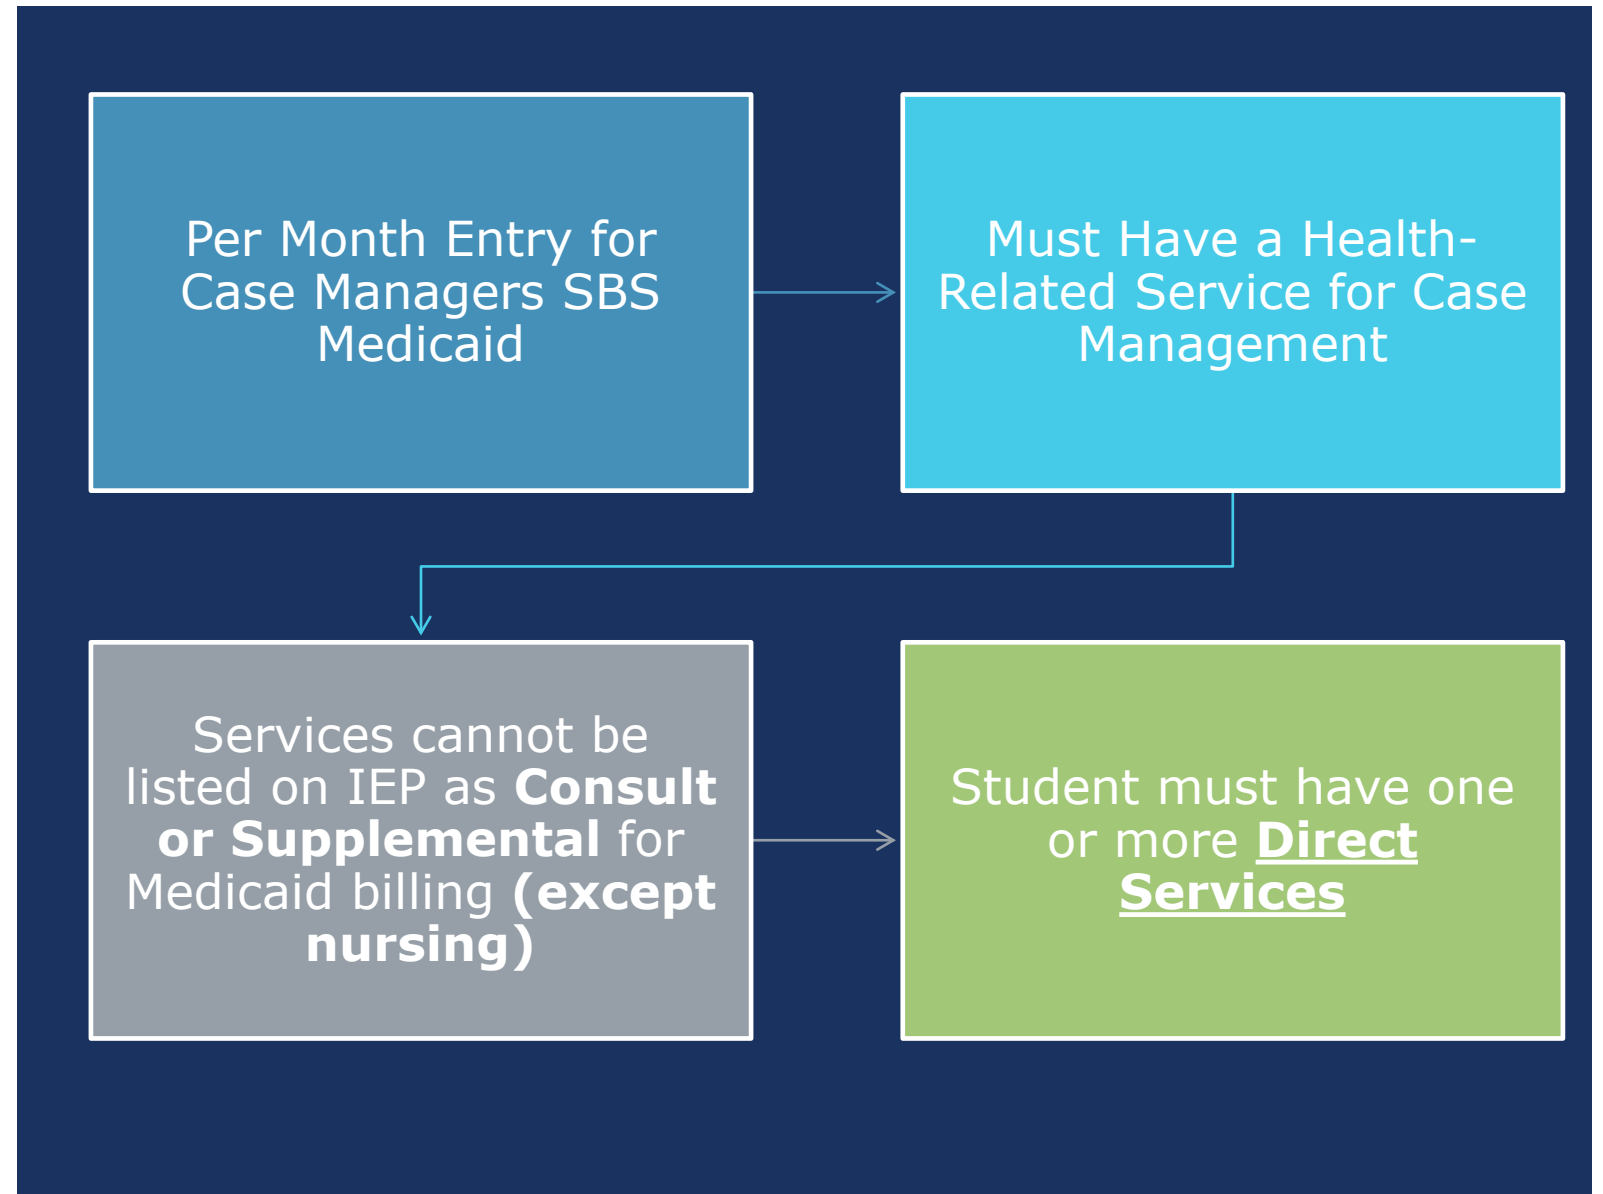 Per Month Entry for
Case Managers SBS
Medicaid
Must Have a Health-
Related Service for Case
Management
Services cannot be
listed on IEP as Consult
or Supplemental for
Medicaid billing (except
nursing)
Student must have one
or more Direct
Services